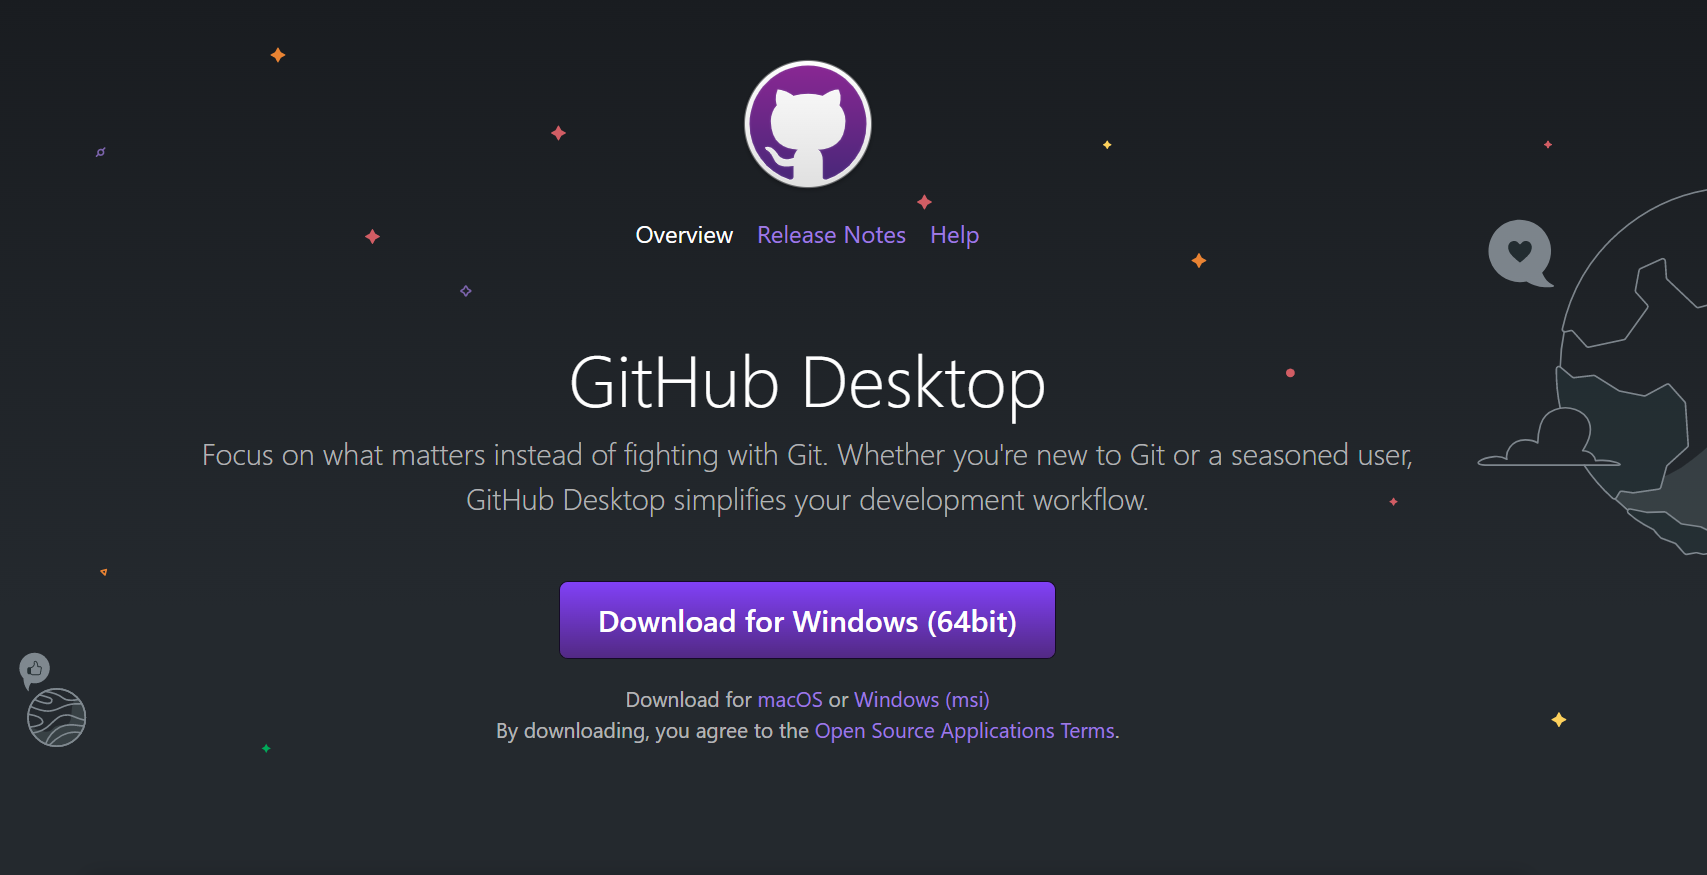 Overview Release Notes Help
GitHub Desktop
Focus on what matters instead of fighting with Git. Whether you're new to Git or a seasoned user,
GitHub Desktop simplifies your development workflow.
Download for Windows (64bit)
Download for macOS or Windows (msi)
By downloading, you agree to the Open Source Applications Terms.